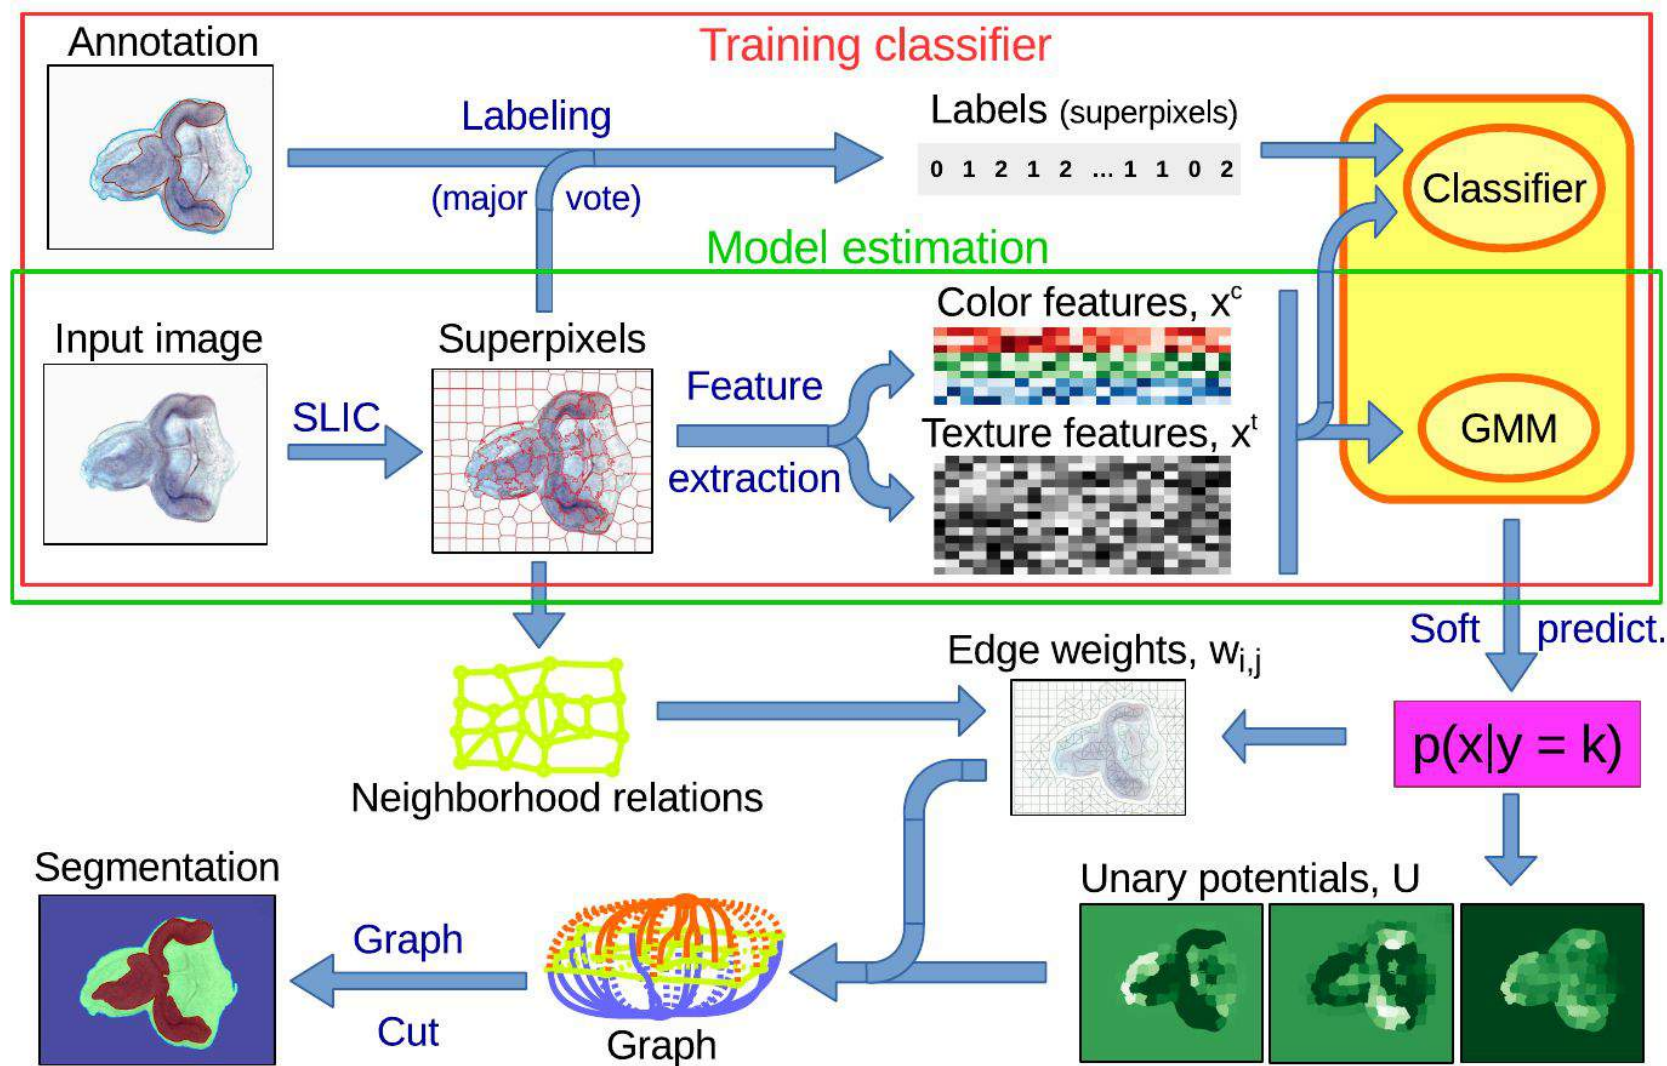 Annotation
Training classifier
Labeling
(major vote)
Labels (superpixels)
0 1 2 1 2 ... 1 1 0 2
Classifier
Model estimation
Input image
SLIC
Superpixels
Feature
extraction
Color features, x^c
Texture features, x^t
GMM
Soft predict.
Edge weights, w_{i,j}
p(x|y = k)
Neighborhood relations
Unary potentials, U
Segmentation
Graph
Cut
Graph